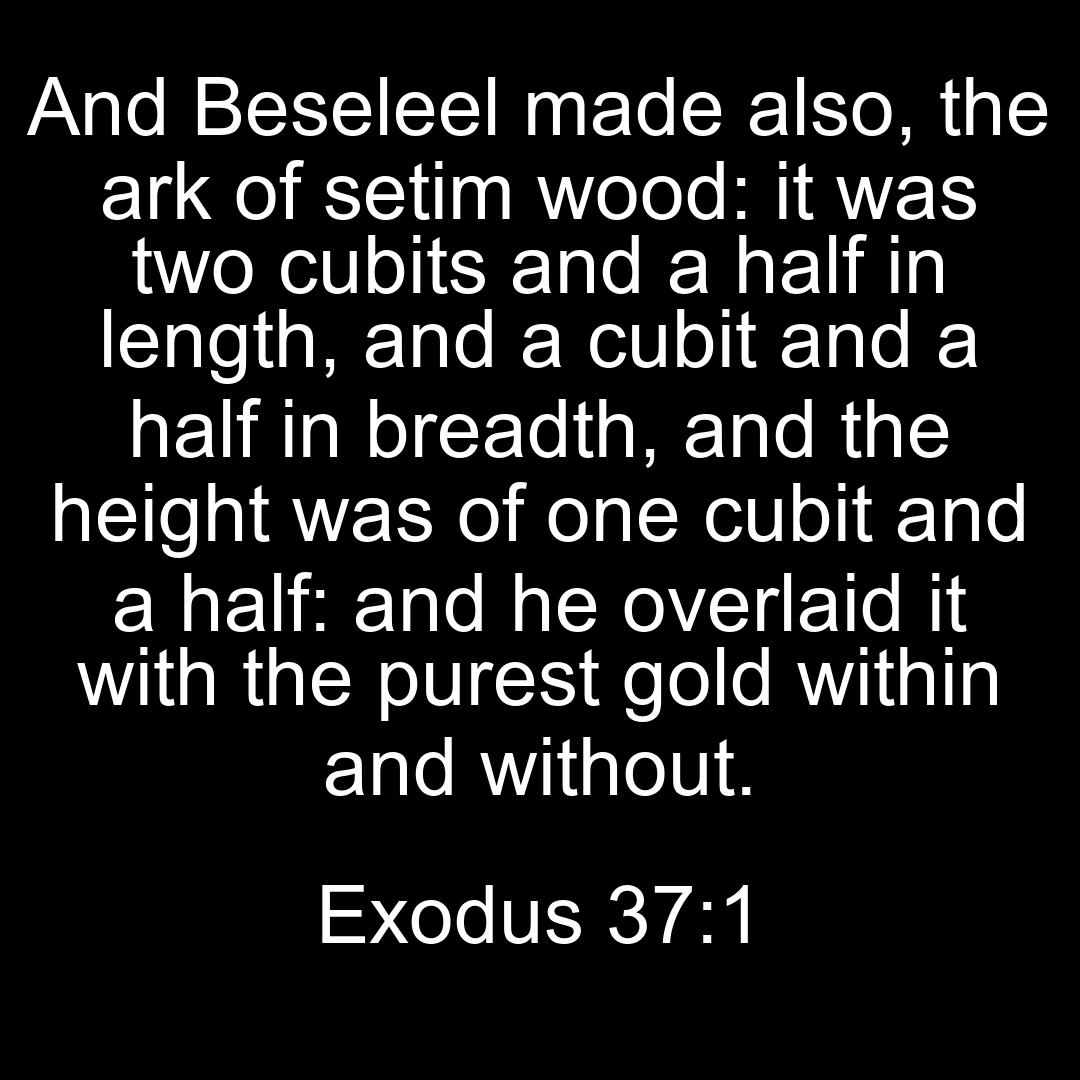 And Beseleel made also, the
ark of setim wood: it was
two cubits and a half in
length, and a cubit and a
half in breadth, and the
height was of one cubit and
a half: and he overlaid it
with the purest gold within
and without.
Exodus 37:1